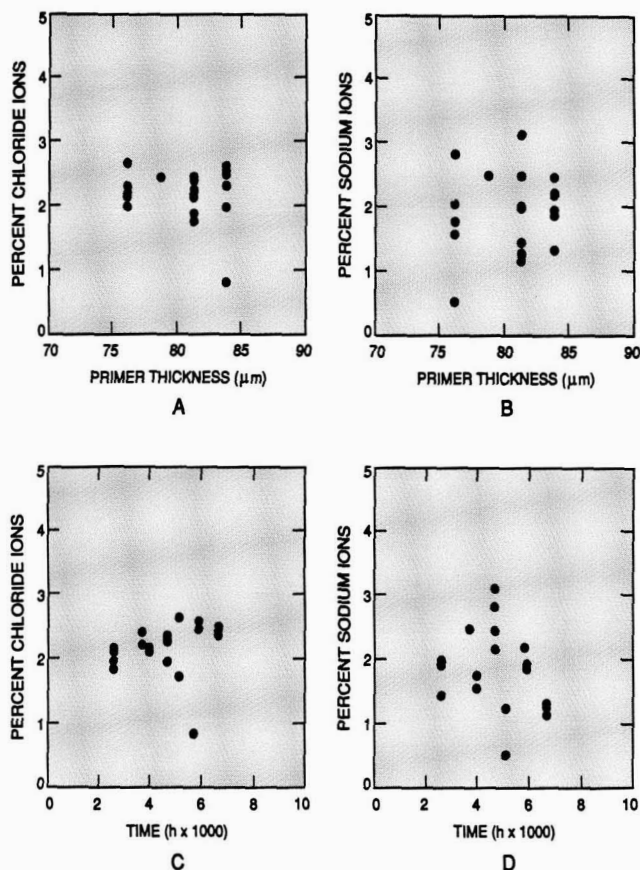 5
4
3
2
1
0
PERCENT CHLORIDE IONS
70 75 80 85 90
PRIMER THICKNESS (μm)
A
5
4
3
2
1
0
PERCENT SODIUM IONS
70 75 80 85 90
PRIMER THICKNESS (μm)
B
5
4
3
2
1
0
PERCENT CHLORIDE IONS
0 2 4 6 8 10
TIME (h x 1000)
C
5
4
3
2
1
0
PERCENT SODIUM IONS
0 2 4 6 8 10
TIME (h x 1000)
D